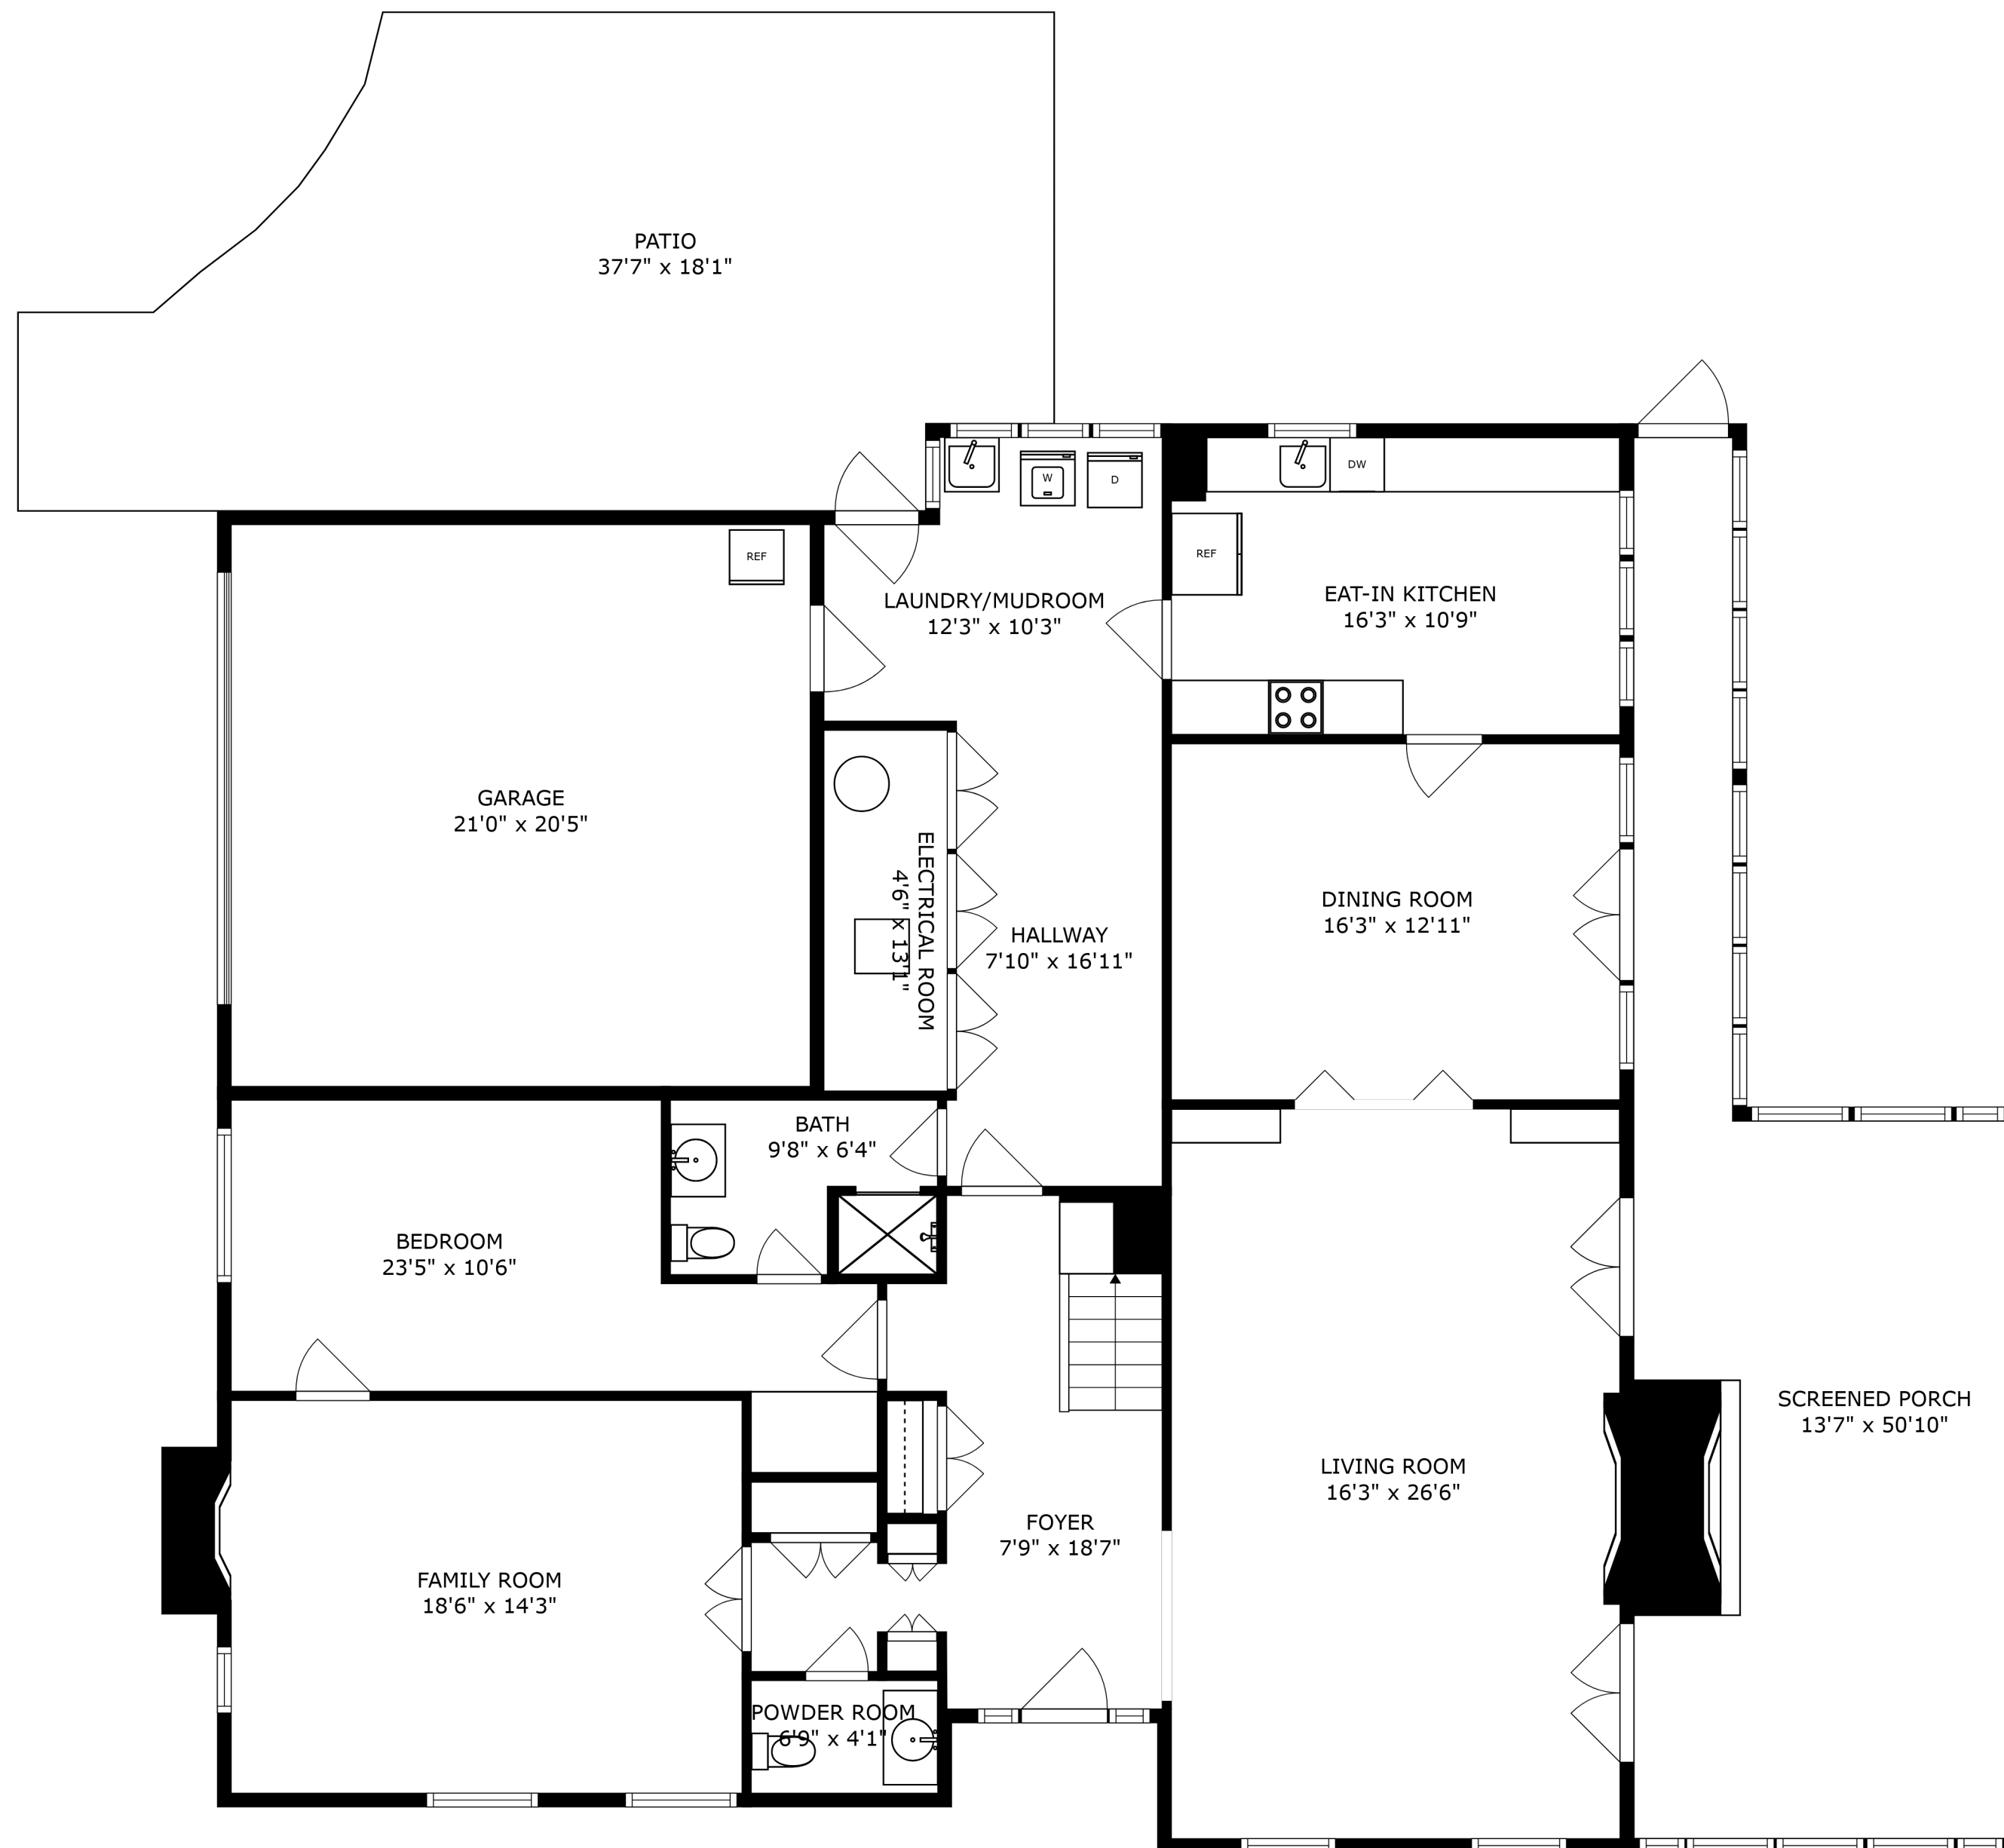 PATIO
37'7" x 18'1"
W
D
DW
REF
REF
LAUNDRY/MUDROOM
12'3" x 10'3"
EAT-IN KITCHEN
16'3" x 10'9"
GARAGE
21'0" x 20'5"
ELECTRICAL ROOM
4'6" x 13'1"
HALLWAY
7'10" x 16'11"
DINING ROOM
16'3" x 12'11"
BATH
9'8" x 6'4"
BEDROOM
23'5" x 10'6"
SCREENED PORCH
13'7" x 50'10"
LIVING ROOM
16'3" x 26'6"
FOYER
7'9" x 18'7"
FAMILY ROOM
18'6" x 14'3"
POWDER ROOM
6'9" x 4'1"